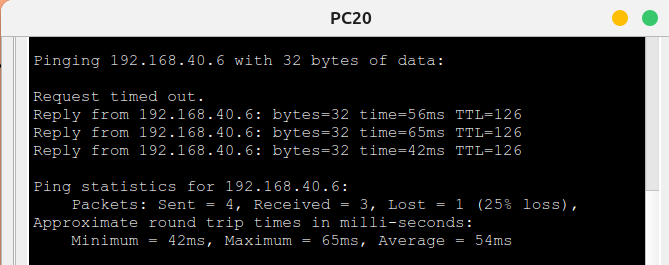 PC20
Pinging 192.168.40.6 with 32 bytes of data:
Request timed out.
Reply from 192.168.40.6: bytes=32 time=56ms TTL=126
Reply from 192.168.40.6: bytes=32 time=65ms TTL=126
Reply from 192.168.40.6: bytes=32 time=42ms TTL=126
Ping statistics for 192.168.40.6:
    Packets: Sent = 4, Received = 3, Lost = 1 (25% loss),
Approximate round trip times in milli-seconds:
    Minimum = 42ms, Maximum = 65ms, Average = 54ms